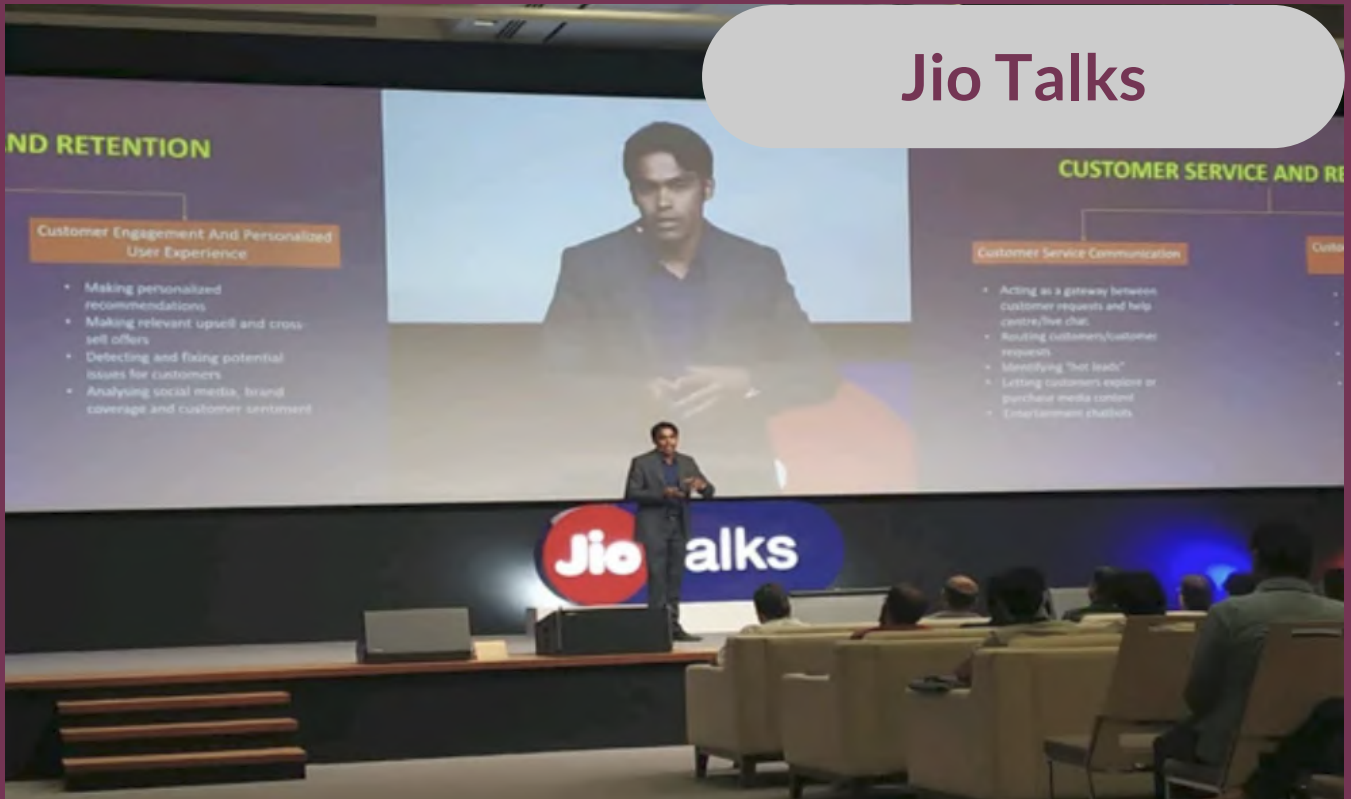 Jio Talks
ND RETENTION
Customer Engagement And Personalized
User Experience
• Making personalized
recommendations
• Making relevant upsell and cross-
sell offers
• Detecting and fixing potential
issues for customers
• Analysing social media, brand
coverage and customer sentiment
CUSTOMER SERVICE AND RE
Customer Service Communication
• Acting as a gateway between
customer requests and help
centre/live chat
• Routing customers/customer
requests
• Identifying "hot leads"
• Letting customers explore or
purchase media content
• Entertainment chatbots
Custo
Jio alks